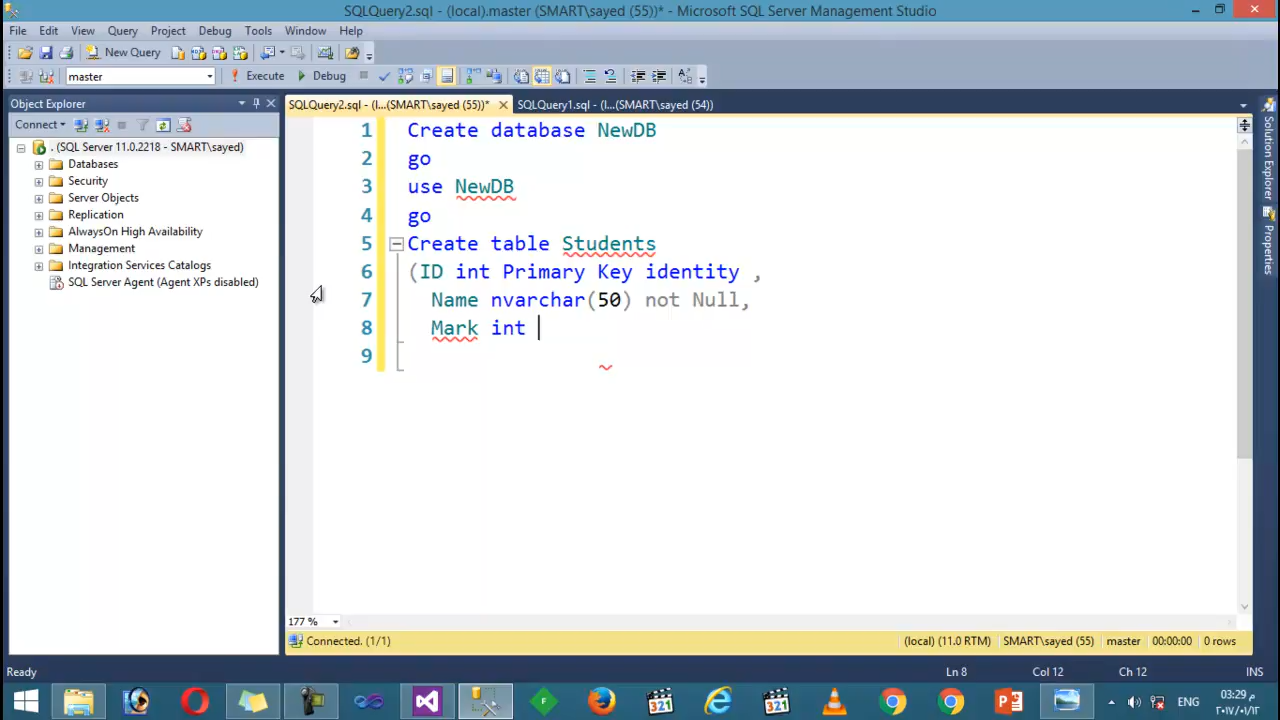 SQLQuery2.sql - (local).master (SMART\sayed (55))* - Microsoft SQL Server Management Studio
File Edit View Query Project Debug Tools Window Help
New Query
master Execute Debug
Object Explorer
SQLQuery2.sql - (l...(SMART\sayed (55))* SQLQuery1.sql - (l...(SMART\sayed (54))
Connect
. (SQL Server 11.0.2218 - SMART\sayed)
Databases
Security
Server Objects
Replication
AlwaysOn High Availability
Management
Integration Services Catalogs
SQL Server Agent (Agent XPs disabled)
1 Create database NewDB
2 go
3 use NewDB
4 go
5 Create table Students
6 (ID int Primary Key identity ,
7 Name nvarchar(50) not Null,
8 Mark int
9
Solution Explorer
Properties
177 %
Connected. (1/1) (local) (11.0 RTM) SMART\sayed (55) master 00:00:00 0 rows
Ready Ln 8 Col 12 Ch 12 INS
321 321 ENG
03:29 م
٢٠١٧/٠١/١٢